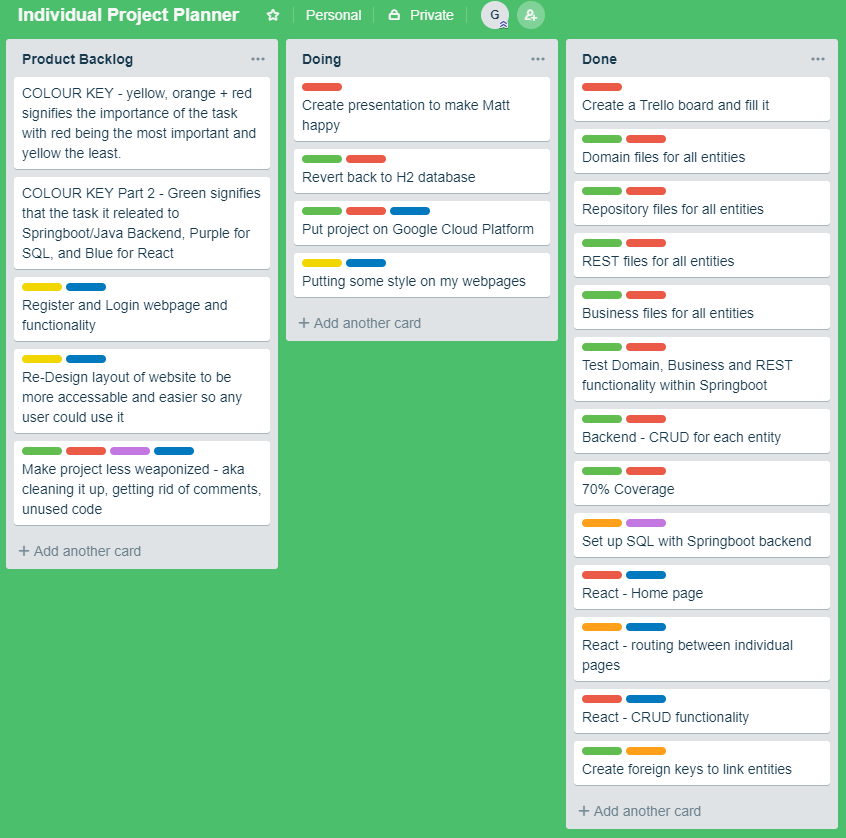 Individual Project Planner
Personal
Private
G
Product Backlog
COLOUR KEY - yellow, orange + red
signifies the importance of the task
with red being the most important and
yellow the least.
COLOUR KEY Part 2 - Green signifies
that the task it releated to
Springboot/Java Backend, Purple for
SQL, and Blue for React
Register and Login webpage and
functionality
Re-Design layout of website to be
more accessable and easier so any
user could use it
Make project less weaponized - aka
cleaning it up, getting rid of comments,
unused code
+ Add another card
Doing
Create presentation to make Matt
happy
Revert back to H2 database
Put project on Google Cloud Platform
Putting some style on my webpages
+ Add another card
Done
Create a Trello board and fill it
Domain files for all entities
Repository files for all entities
REST files for all entities
Business files for all entities
Test Domain, Business and REST
functionality within Springboot
Backend - CRUD for each entity
70% Coverage
Set up SQL with Springboot backend
React - Home page
React - routing between individual
pages
React - CRUD functionality
Create foreign keys to link entities
+ Add another card